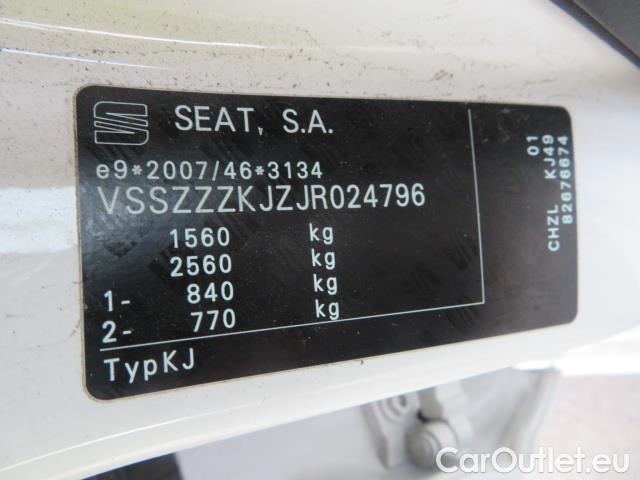 SEAT, S.A.
e9*2007/46*3134
VSSZZZKJZJR024796
1560 kg
2560 kg
1- 840 kg
2- 770 kg
TypKJ
01
CHZL KJ49
82676674
CarOutlet.eu